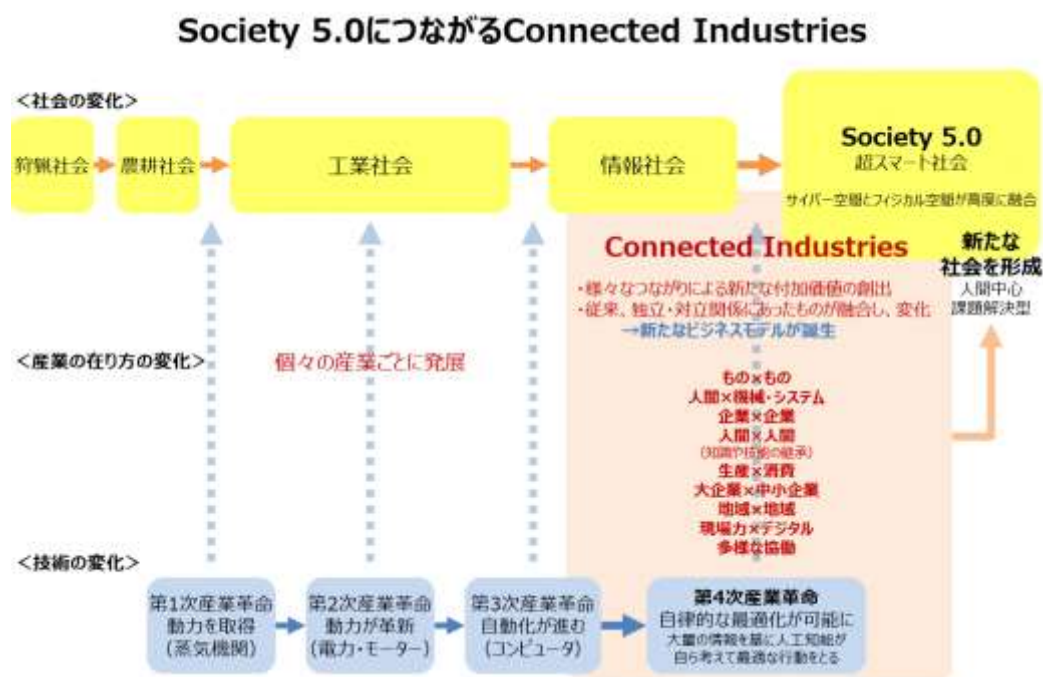 Society 5.0につながるConnected Industries
＜社会の変化＞
狩猟社会
農耕社会
工業社会
情報社会
Society 5.0
超スマート社会
サイバー空間とフィジカル空間が高度に融合
新たな
社会を形成
人間中心
課題解決型
Connected Industries
・様々なつながりによる新たな付加価値の創出
・従来、独立・対立関係にあったものが融合し、変化
→新たなビジネスモデルが誕生
＜産業の在り方の変化＞
個々の産業ごとに発展
もの×もの
人間×機械・システム
企業×企業
人間×人間
（知識や技能の継承）
生産×消費
大企業×中小企業
地域×地域
現場力×デジタル
多様な協働
＜技術の変化＞
第1次産業革命
動力を取得
（蒸気機関）
第2次産業革命
動力が革新
（電力・モーター）
第3次産業革命
自動化が進む
（コンピュータ）
第4次産業革命
自律的な最適化が可能に
大量の情報を基に人工知能が
自ら考えて最適な行動をとる